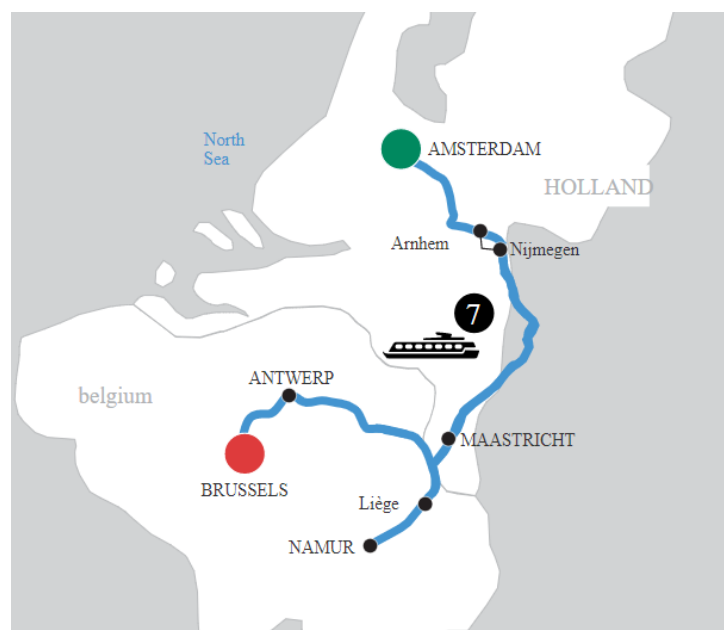 North
Sea
AMSTERDAM
HOLLAND
Arnhem
Nijmegen
7
ANTWERP
belgium
MAASTRICHT
BRUSSELS
Liège
NAMUR